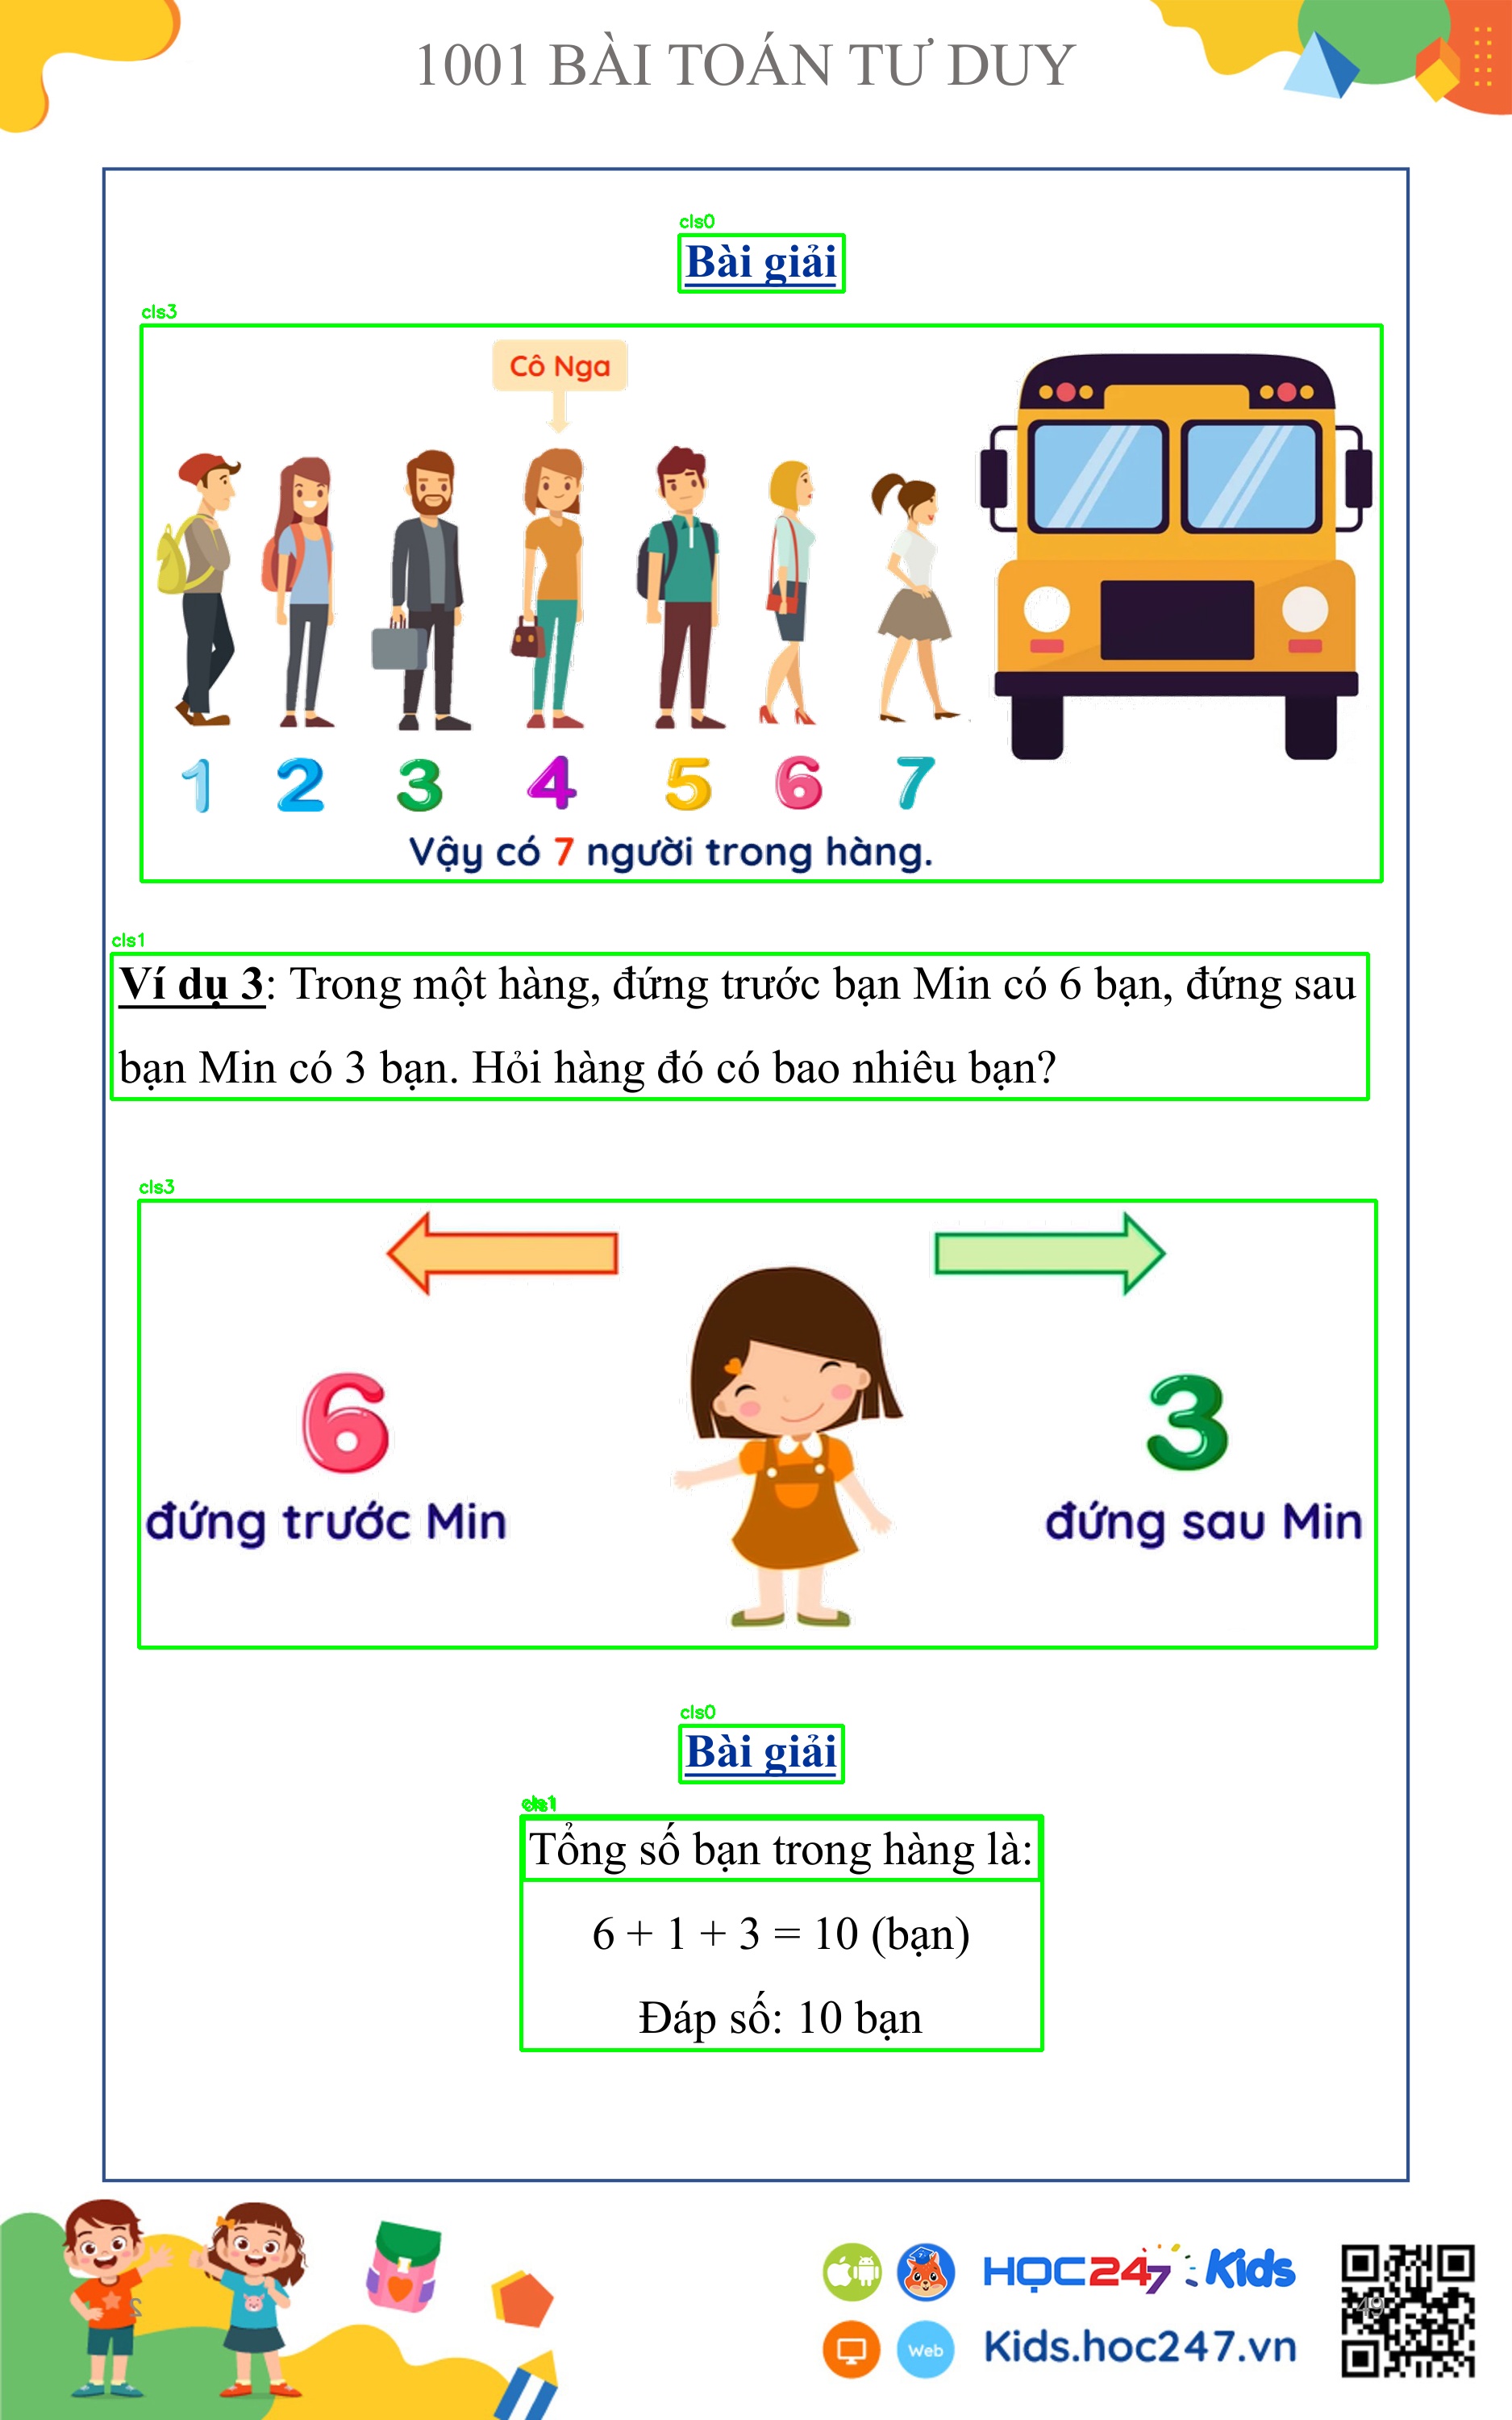 1001 BÀI TOÁN TƯ DUY
cls0
Bài giải
cls3
Cô Nga
1 2 3 4 5 6 7
Vậy có 7 người trong hàng.
cls1
Ví dụ 3: Trong một hàng, đứng trước bạn Min có 6 bạn, đứng sau
bạn Min có 3 bạn. Hỏi hàng đó có bao nhiêu bạn?
cls3
6 3
đứng trước Min đứng sau Min
cls0
Bài giải
cls1
Tổng số bạn trong hàng là:
6 + 1 + 3 = 10 (bạn)
Đáp số: 10 bạn
HỌC247 Kids
2
49
Web
Kids.hoc247.vn